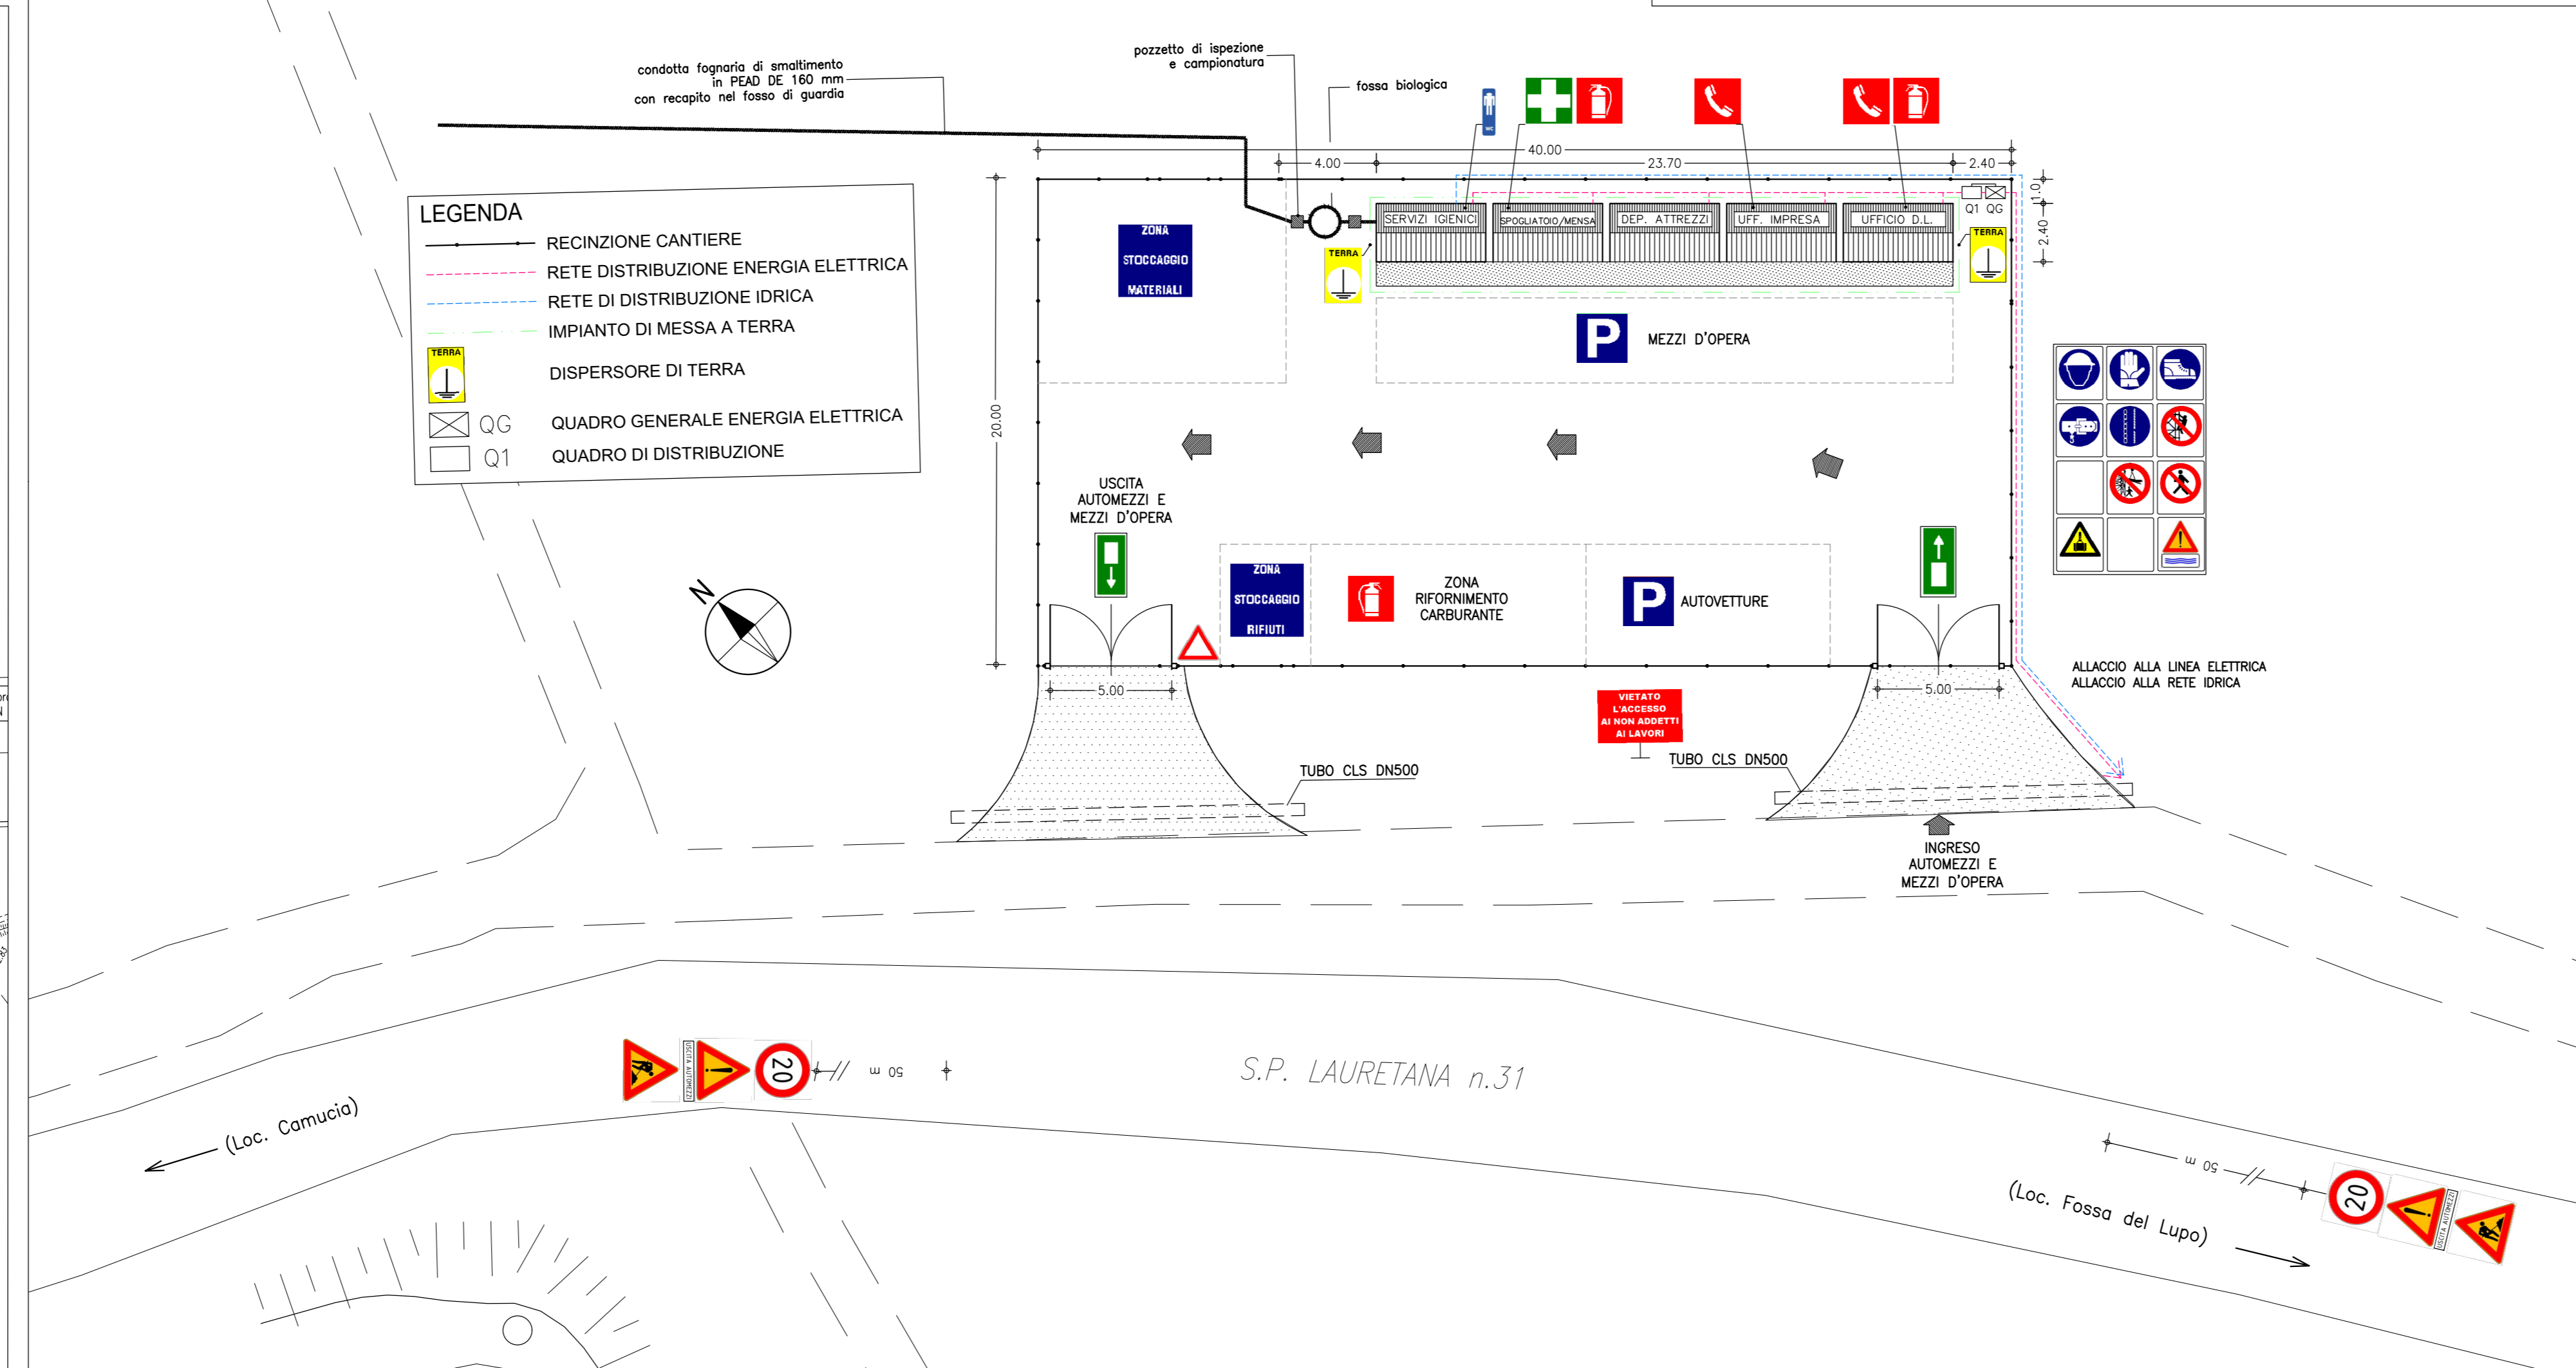 condotta fognaria di smaltimento
in PEAD DE 160 mm
con recapito nel fosso di guardia
pozzetto di ispezione
e campionatura
fossa biologica
WC
40.00
4.00
23.70
2.40
1.0
2.40
20.00
LEGENDA
RECINZIONE CANTIERE
RETE DISTRIBUZIONE ENERGIA ELETTRICA
RETE DI DISTRIBUZIONE IDRICA
IMPIANTO DI MESSA A TERRA
TERRA
DISPERSORE DI TERRA
QG QUADRO GENERALE ENERGIA ELETTRICA
Q1 QUADRO DI DISTRIBUZIONE
SERVIZI IGIENICI
SPOGLIATOIO/MENSA
DEP. ATTREZZI
UFF. IMPRESA
UFFICIO D.L.
Q1 QG
TERRA
TERRA
ZONA
STOCCAGGIO
MATERIALI
P
MEZZI D'OPERA
USCITA
AUTOMEZZI E
MEZZI D'OPERA
N
ZONA
STOCCAGGIO
RIFIUTI
ZONA
RIFORNIMENTO
CARBURANTE
P
AUTOVETTURE
5.00
5.00
ALLACCIO ALLA LINEA ELETTRICA
ALLACCIO ALLA RETE IDRICA
VIETATO
L'ACCESSO
AI NON ADDETTI
AI LAVORI
TUBO CLS DN500
TUBO CLS DN500
INGRESO
AUTOMEZZI E
MEZZI D'OPERA
USCITA AUTOMEZZI
20
50 m
S.P. LAURETANA n.31
(Loc. Camucia)
50 m
(Loc. Fossa del Lupo)
20
USCITA AUTOMEZZI